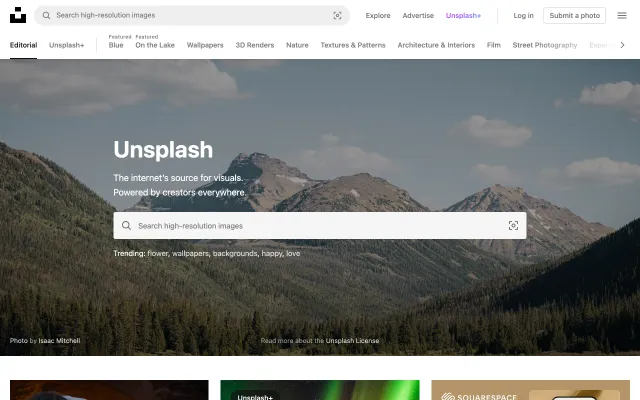 Search high-resolution images
Explore
Advertise
Unsplash+
Log in
Submit a photo
Editorial
Unsplash+
Featured
Blue
Featured
On the Lake
Wallpapers
3D Renders
Nature
Textures & Patterns
Architecture & Interiors
Film
Street Photography
Unsplash
The internet's source for visuals.
Powered by creators everywhere.
Search high-resolution images
Trending: flower, wallpapers, backgrounds, happy, love
Photo by Isaac Mitchell
Read more about the Unsplash License
Unsplash+
SQUARESPACE